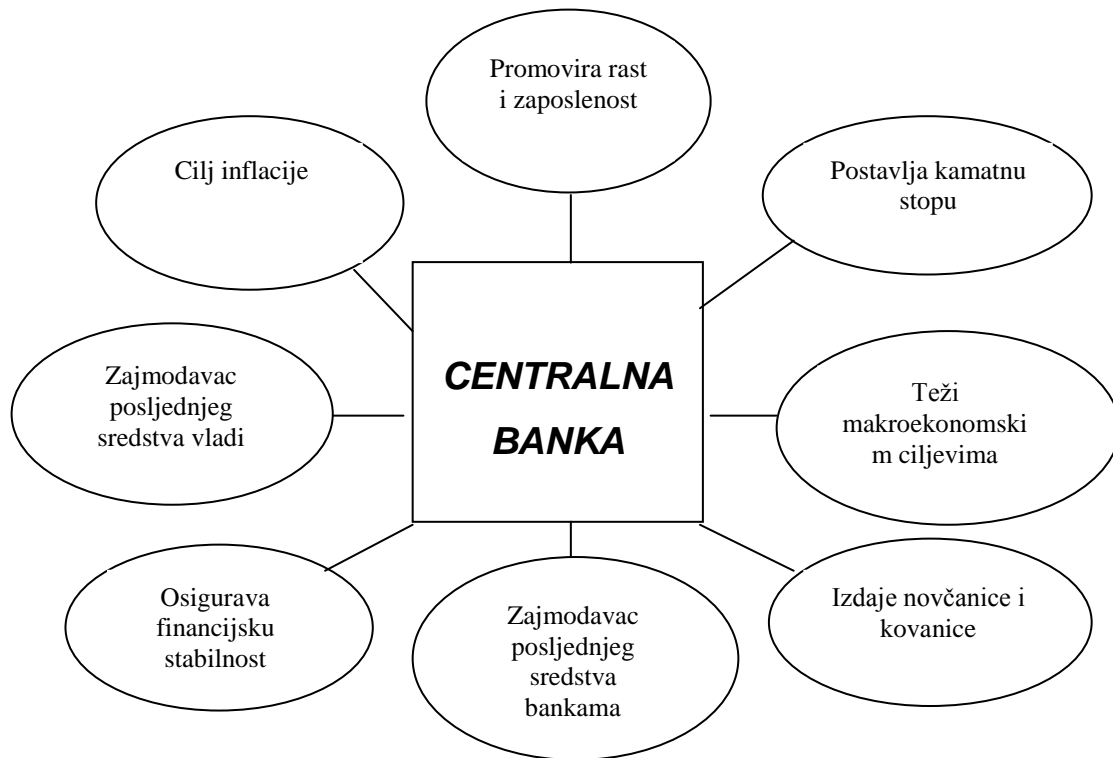 Promovira rast
i zaposlenost
Cilj inflacije
Postavlja kamatnu
stopu
Zajmodavac
posljednjeg
sredstva vladi
CENTRALNA
BANKA
Teži
makroekonomski
m ciljevima
Osigurava
financijsku
stabilnost
Zajmodavac
posljednjeg
sredstva
bankama
Izdaje novčanice i
kovanice